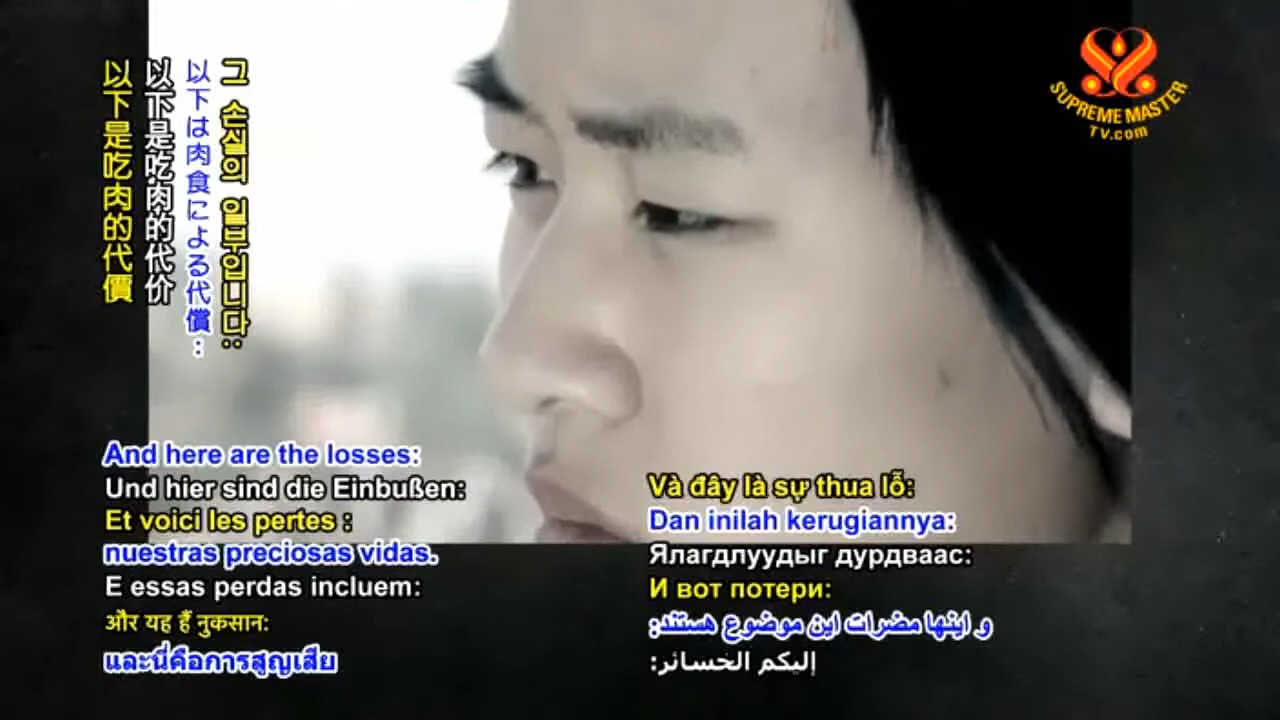 以下是吃肉的代價
以下是吃肉的代价
以下は肉食による代償：
그 손실의 일부입니다:
SUPREME MASTER
TV.com
And here are the losses:
Und hier sind die Einbußen:
Et voici les pertes :
nuestras preciosas vidas.
E essas perdas incluem:
और यह हैं नुकसान:
และนี่คือการสูญเสีย
Và đây là sự thua lỗ:
Dan inilah kerugiannya:
Ялагдлуудыг дурдваас:
И вот потери:
و اینها مضرات این موضوع هستند:
إليكم الخسائر: